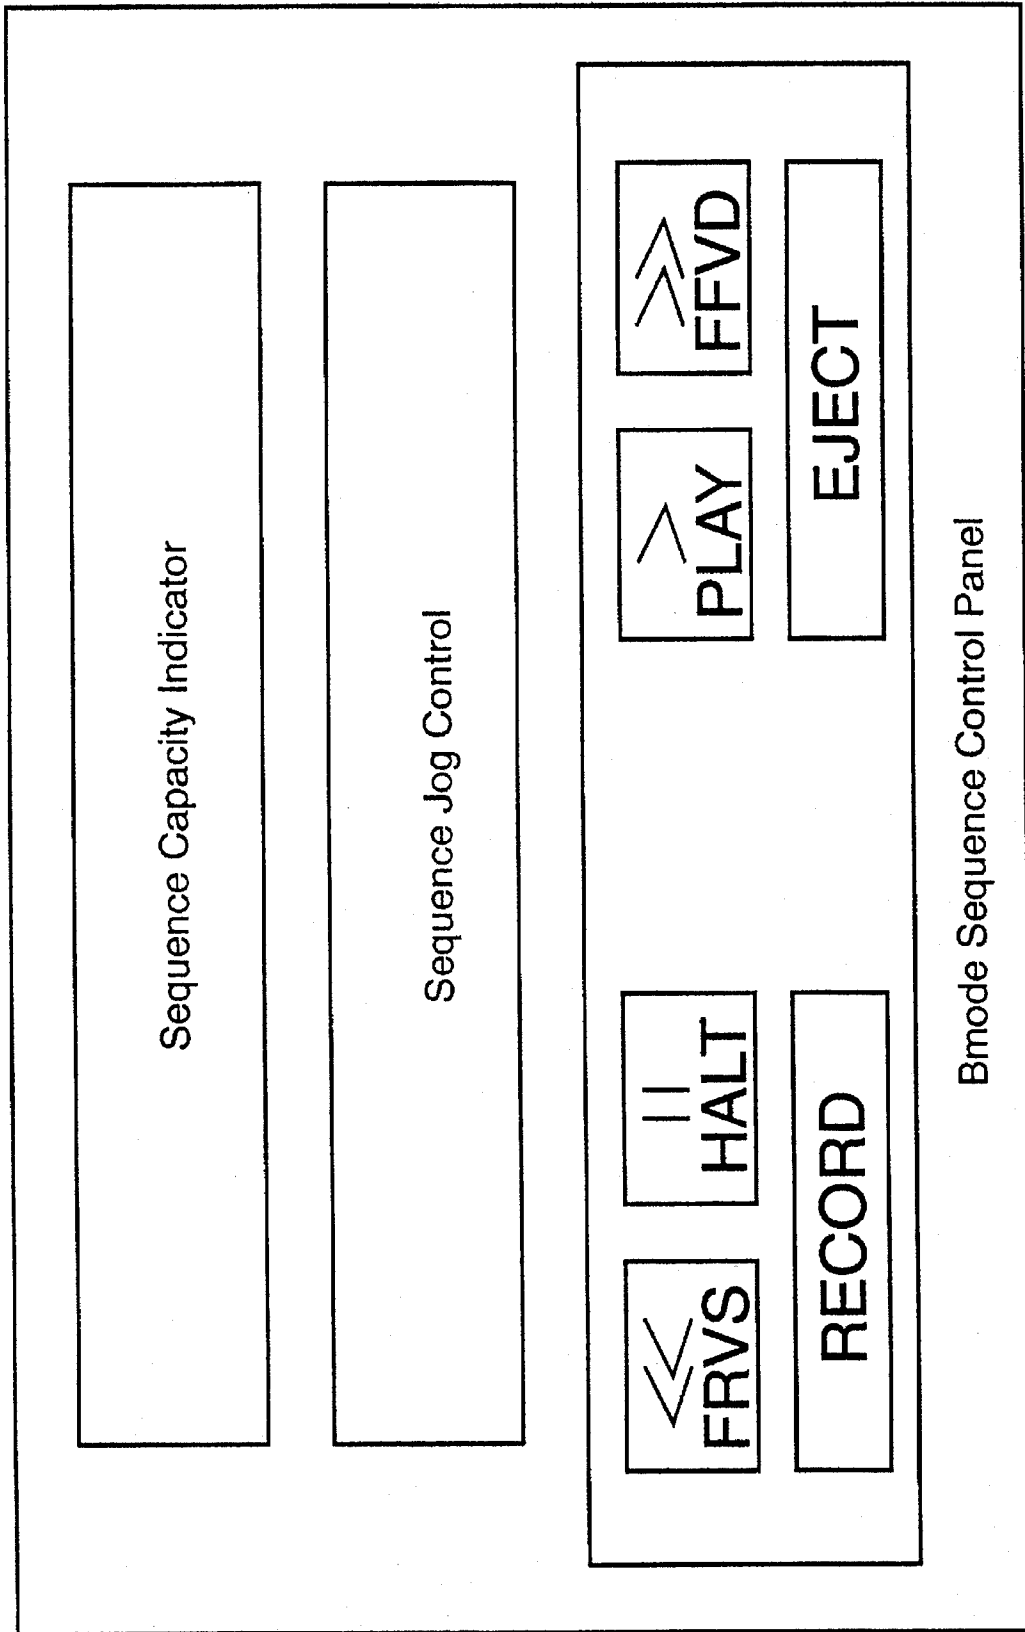 Sequence Capacity Indicator
Sequence Jog Control
<< || > >>
FRVS HALT PLAY FFVD
RECORD EJECT
Bmode Sequence Control Panel